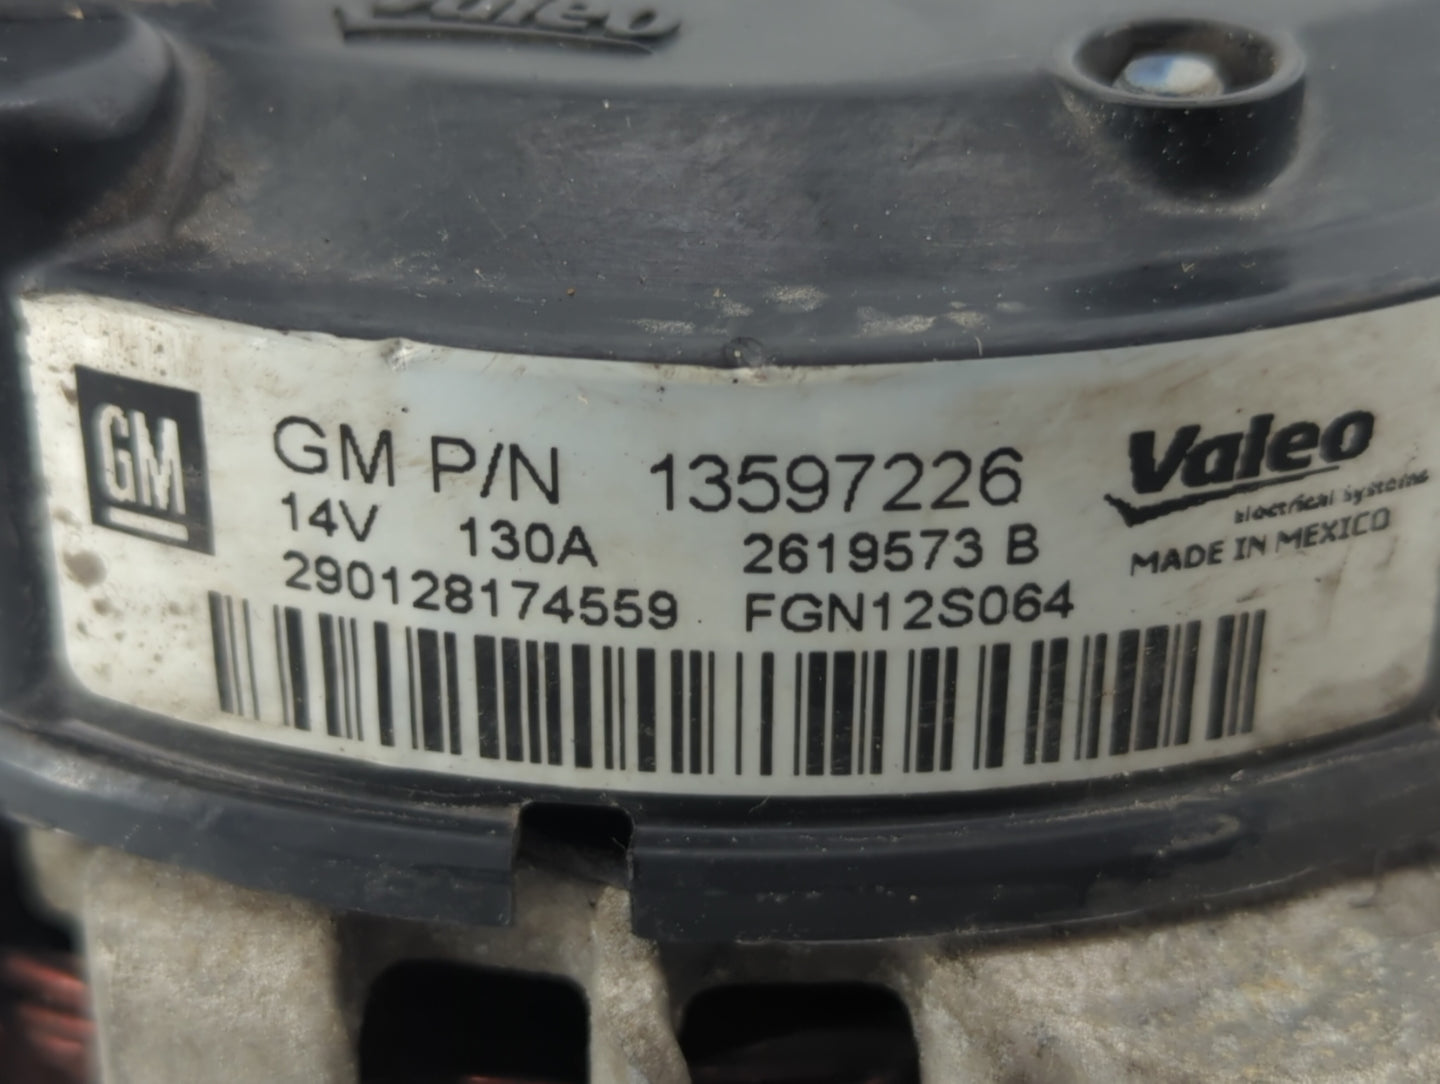 Valeo
GM
GM P/N 13597226
14V 130A 2619573 B
290128174559 FGN12S064
Valeo
electrical systems
MADE IN MEXICO